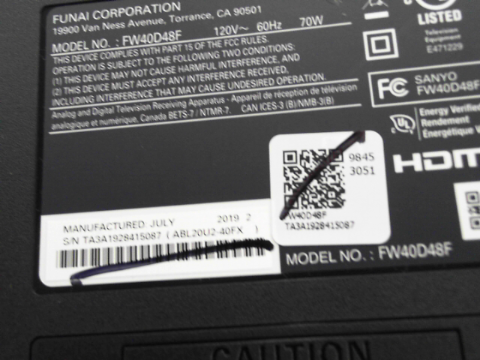 FUNAI CORPORATION
19900 Van Ness Avenue, Torrance, CA 90501
MODEL NO. : FW40D48F 120V~ 60Hz 70W
THIS DEVICE COMPLIES WITH PART 15 OF THE FCC RULES.
OPERATION IS SUBJECT TO THE FOLLOWING TWO CONDITIONS:
(1) THIS DEVICE MAY NOT CAUSE HARMFUL INTERFERENCE, AND
(2) THIS DEVICE MUST ACCEPT ANY INTERFERENCE RECEIVED,
INCLUDING INTERFERENCE THAT MAY CAUSE UNDESIRED OPERATION.
Analog and Digital Television Receiving Apparatus - Appareil de réception de télévision
analogique et numérique, Canada BETS-7 / NTMR-7. CAN ICES-3 (B)/NMB-3(B)
UL
LISTED
Television
Equipment
E471229
FC SANYO
FW40D48F
UL
Energy Verified
Rendement
Énergétique V
HDM
9845
3051
FW40D48F
TA3A1928415087
MANUFACTURED: JULY 2019 2
S/N TA3A1928415087 ( ABL20U2-40FX )
MODEL NO. : FW40D48F
CAUTION